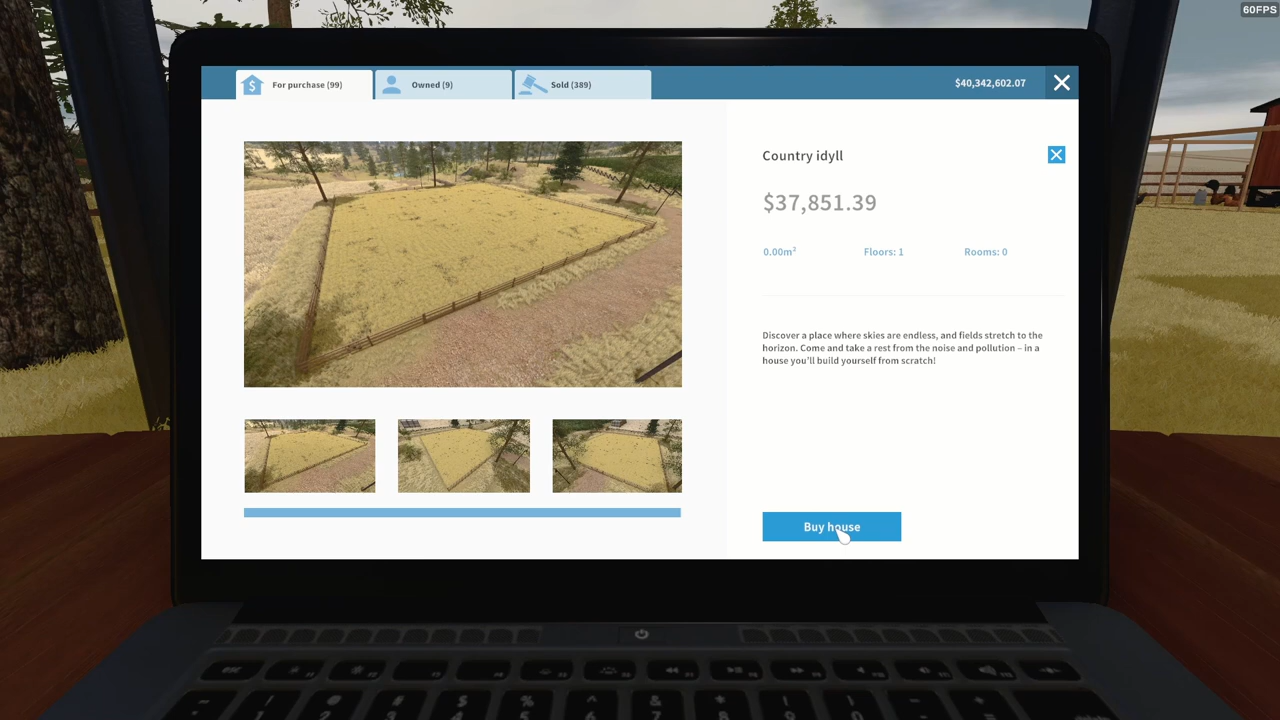 60FPS
For purchase (99)
Owned (9)
Sold (389)
$40,342,602.07
Country idyll
$37,851.39
0.00m²
Floors: 1
Rooms: 0
Discover a place where skies are endless, and fields stretch to the
horizon. Come and take a rest from the noise and pollution – in a
house you'll build yourself from scratch!
Buy house